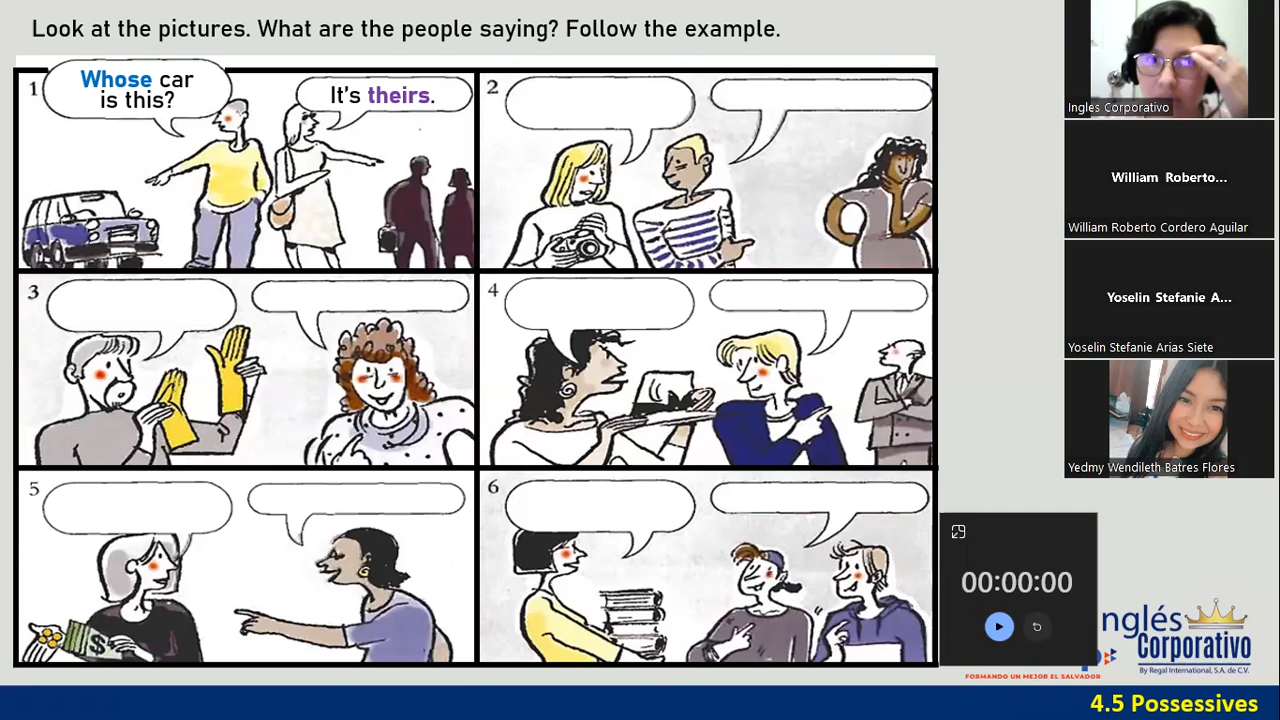 Look at the pictures. What are the people saying? Follow the example.
1
Whose car
is this?
It's theirs.
2
3
4
5
6
$
Inglés Corporativo
William Roberto...
William Roberto Cordero Aguilar
Yoselin Stefanie A...
Yoselin Stefanie Arias Siete
Yedmy Wendileth Batres Flores
00:00:00
nglés
Corporativo
By Regal International, S.A. de C.V.
FORMANDO UN MEJOR EL SALVADOR
4.5 Possessives